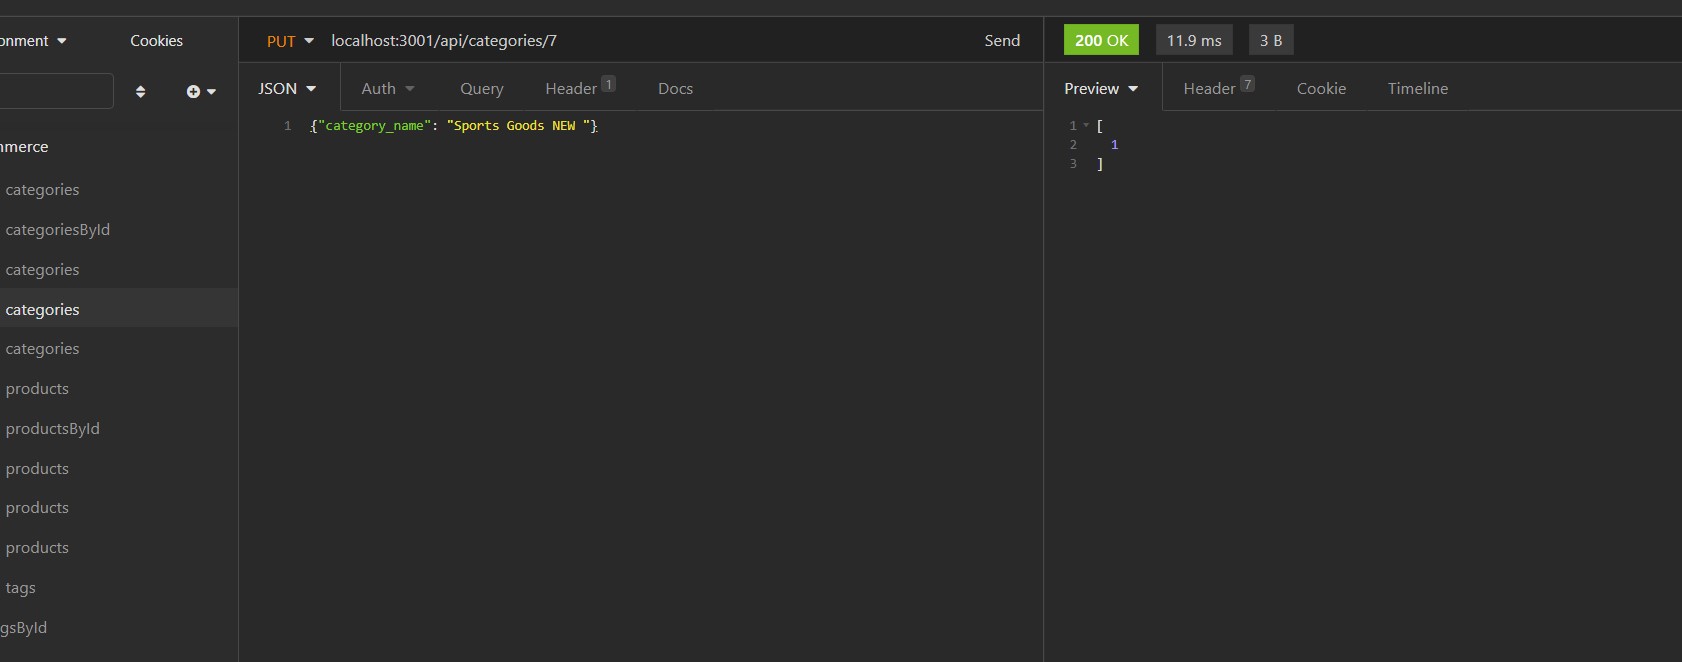 onment Cookies
PUT localhost:3001/api/categories/7 Send
200 OK 11.9 ms 3 B
JSON Auth Query Header 1 Docs
Preview Header 7 Cookie Timeline
1 {"category_name": "Sports Goods NEW "}
1 [
2 1
3 ]
mmerce
categories
categoriesById
categories
categories
categories
products
productsById
products
products
products
tags
gsById